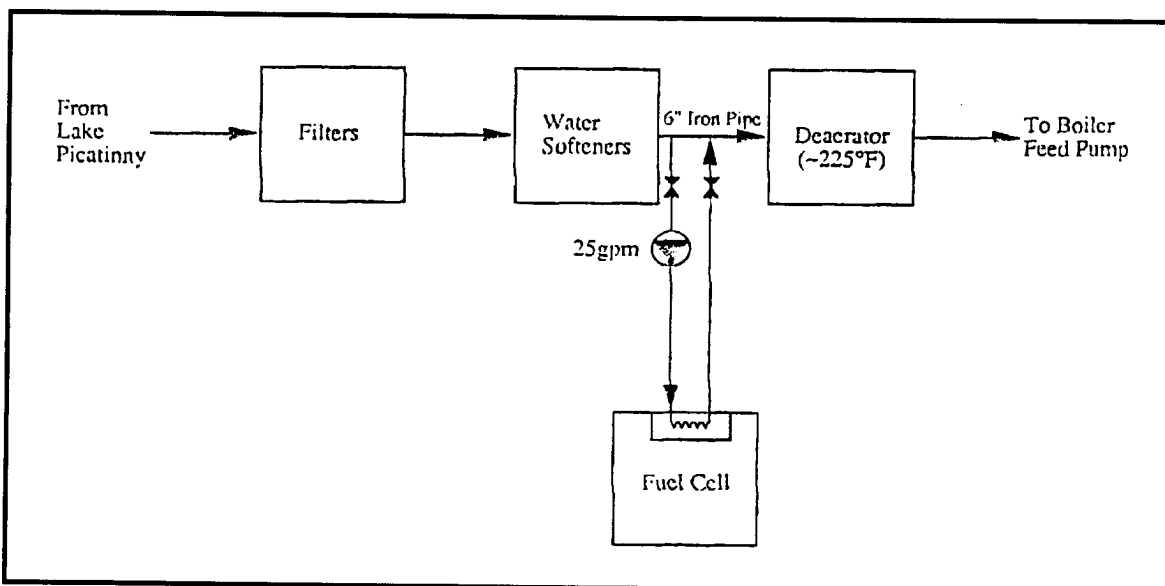 From
Lake
Picatinny
Filters
Water
Softeners
6" Iron Pipe
Deaerator
(~225°F)
To Boiler
Feed Pump
25gpm
Fuel Cell